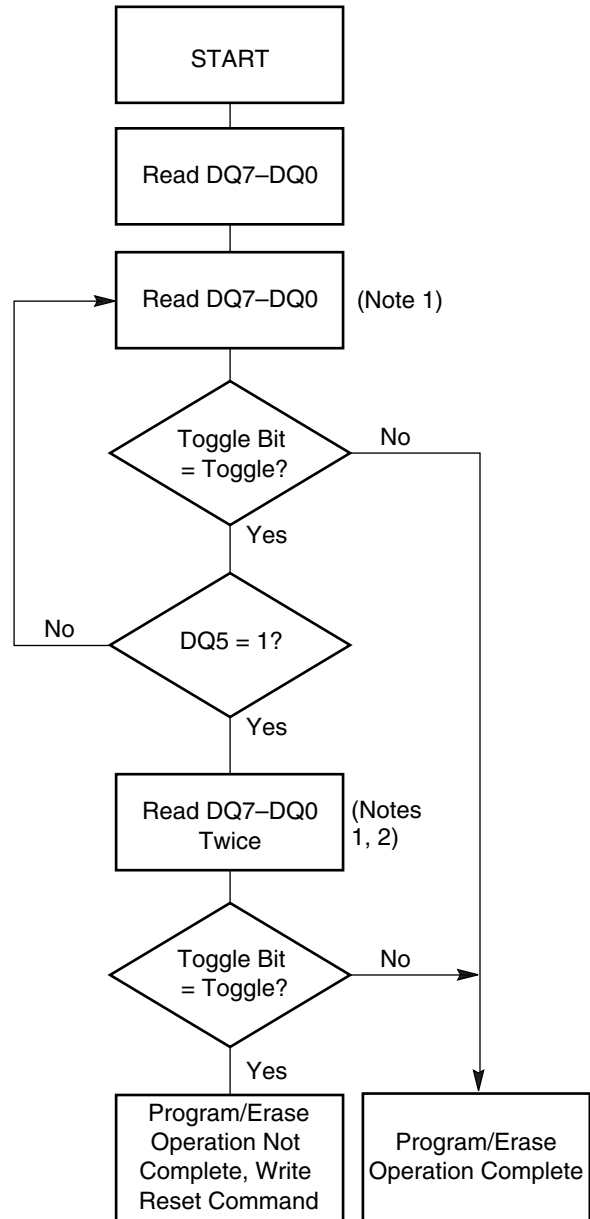 START
Read DQ7–DQ0
Read DQ7–DQ0
(Note 1)
Toggle Bit
= Toggle?
No
Yes
DQ5 = 1?
No
Yes
Read DQ7–DQ0
Twice
(Notes
1, 2)
Toggle Bit
= Toggle?
No
Yes
Program/Erase
Operation Not
Complete, Write
Reset Command
Program/Erase
Operation Complete